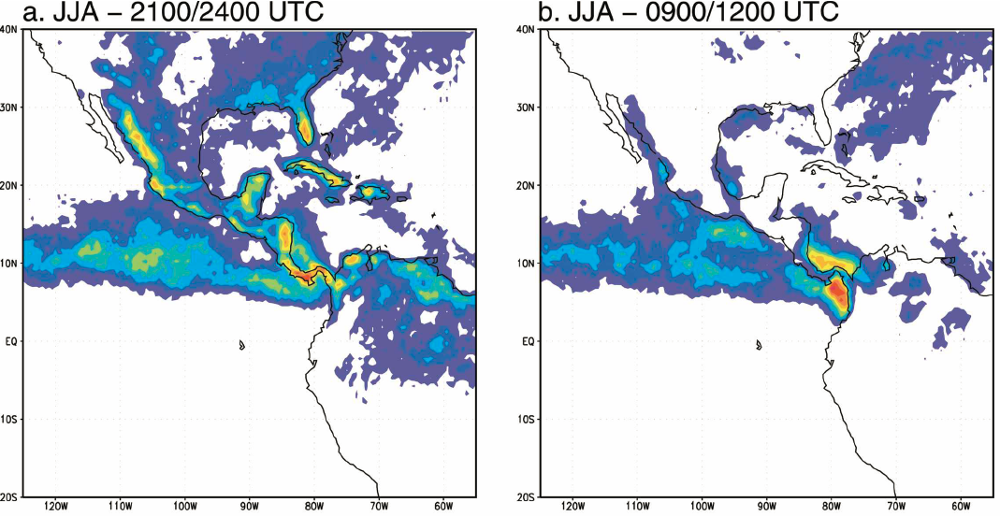 a. JJA – 2100/2400 UTC
b. JJA – 0900/1200 UTC
40N
30N
20N
10N
EQ
10S
20S
120W 110W 100W 90W 80W 70W 60W
40N
30N
20N
10N
EQ
10S
20S
120W 110W 100W 90W 80W 70W 60W